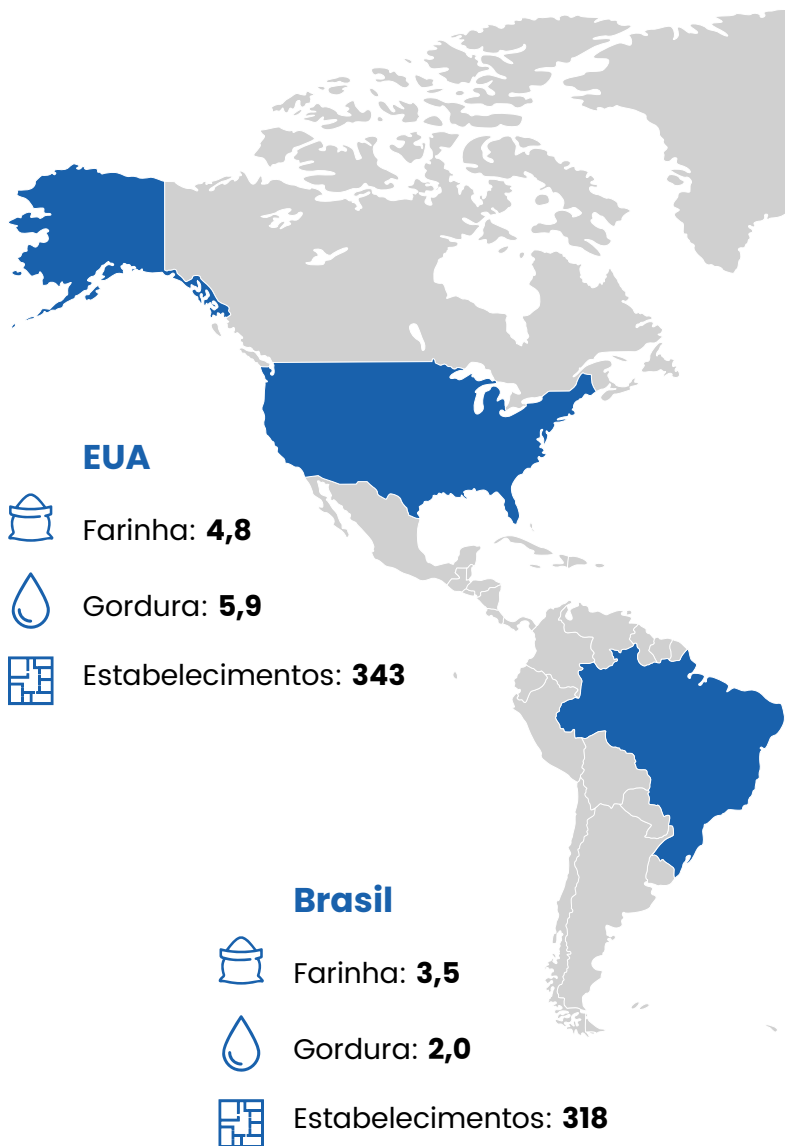 EUA
Farinha: 4,8
Gordura: 5,9
Estabelecimentos: 343
Brasil
Farinha: 3,5
Gordura: 2,0
Estabelecimentos: 318